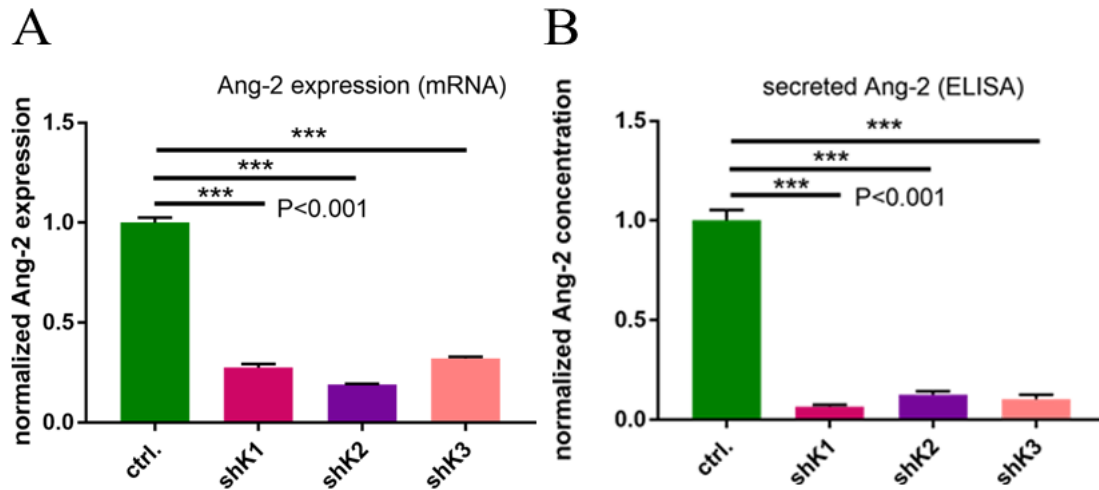 A
Ang-2 expression (mRNA)
normalized Ang-2 expression
1.5
1.0
0.5
0.0
***
***
***
P<0.001
ctrl.
shK1
shK2
shK3
B
secreted Ang-2 (ELISA)
normalized Ang-2 concentration
1.5
1.0
0.5
0.0
***
***
***
P<0.001
ctrl.
shK1
shK2
shK3